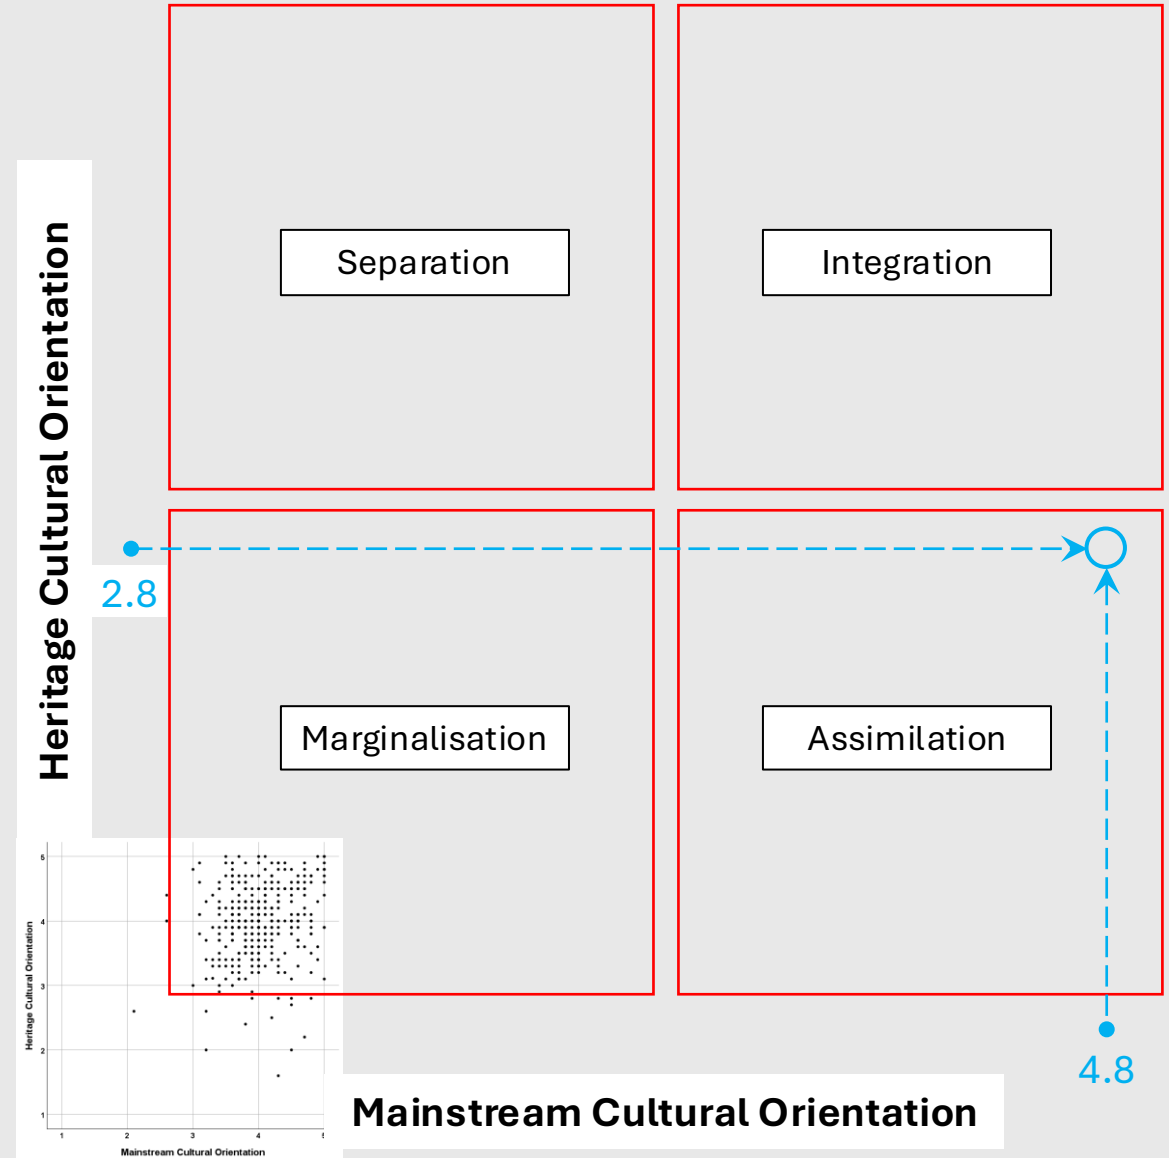 Heritage Cultural Orientation
Separation
Integration
2.8
Marginalisation
Assimilation
4.8
Mainstream Cultural Orientation
Heritage Cultural Orientation
5
4
3
2
1
1 2 3 4
Mainstream Cultural Orientation